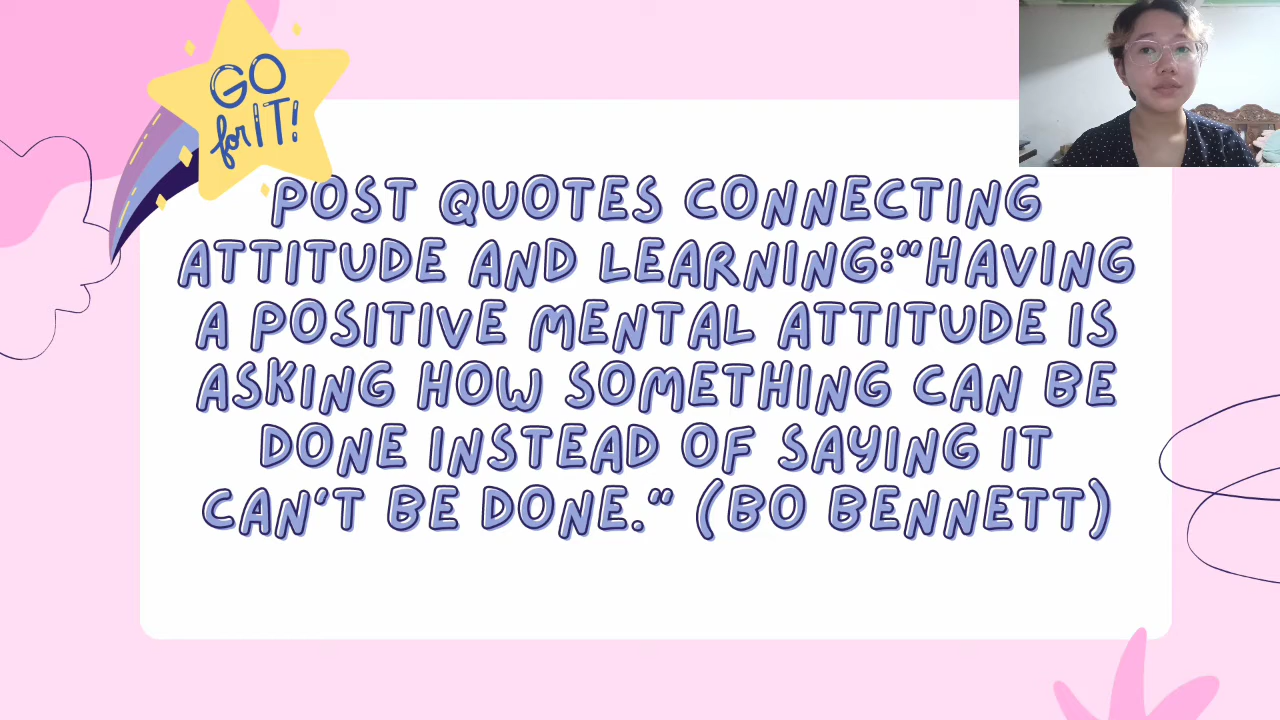 GO
for IT!
POST QUOTES CONNECTING
ATTITUDE AND LEARNING:"HAVING
A POSITIVE MENTAL ATTITUDE IS
ASKING HOW SOMETHING CAN BE
DONE INSTEAD OF SAYING IT
CAN'T BE DONE." (BO BENNETT)